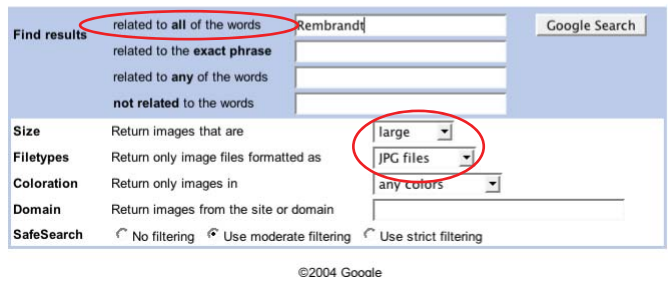 Find results related to all of the words Rembrandt Google Search
related to the exact phrase
related to any of the words
not related to the words
Size Return images that are large
Filetypes Return only image files formatted as JPG files
Coloration Return only images in any colors
Domain Return images from the site or domain
SafeSearch No filtering Use moderate filtering Use strict filtering
©2004 Google